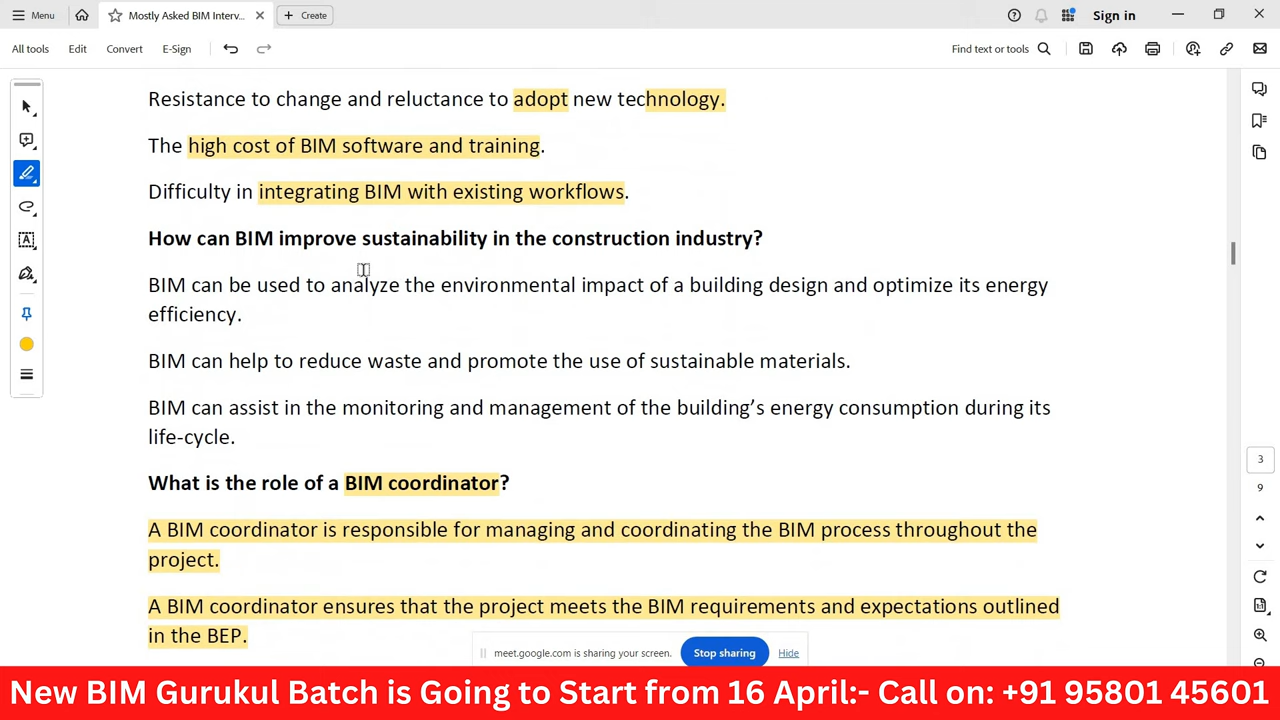 Menu
Mostly Asked BIM Interv...
Create
Sign in
All tools
Edit
Convert
E-Sign
Find text or tools
Resistance to change and reluctance to adopt new technology.
The high cost of BIM software and training.
Difficulty in integrating BIM with existing workflows.
How can BIM improve sustainability in the construction industry?
BIM can be used to analyze the environmental impact of a building design and optimize its energy
efficiency.
BIM can help to reduce waste and promote the use of sustainable materials.
BIM can assist in the monitoring and management of the building’s energy consumption during its
life-cycle.
What is the role of a BIM coordinator?
A BIM coordinator is responsible for managing and coordinating the BIM process throughout the
project.
A BIM coordinator ensures that the project meets the BIM requirements and expectations outlined
in the BEP.
3
9
meet.google.com is sharing your screen.
Stop sharing
Hide
New BIM Gurukul Batch is Going to Start from 16 April:- Call on: +91 95801 45601